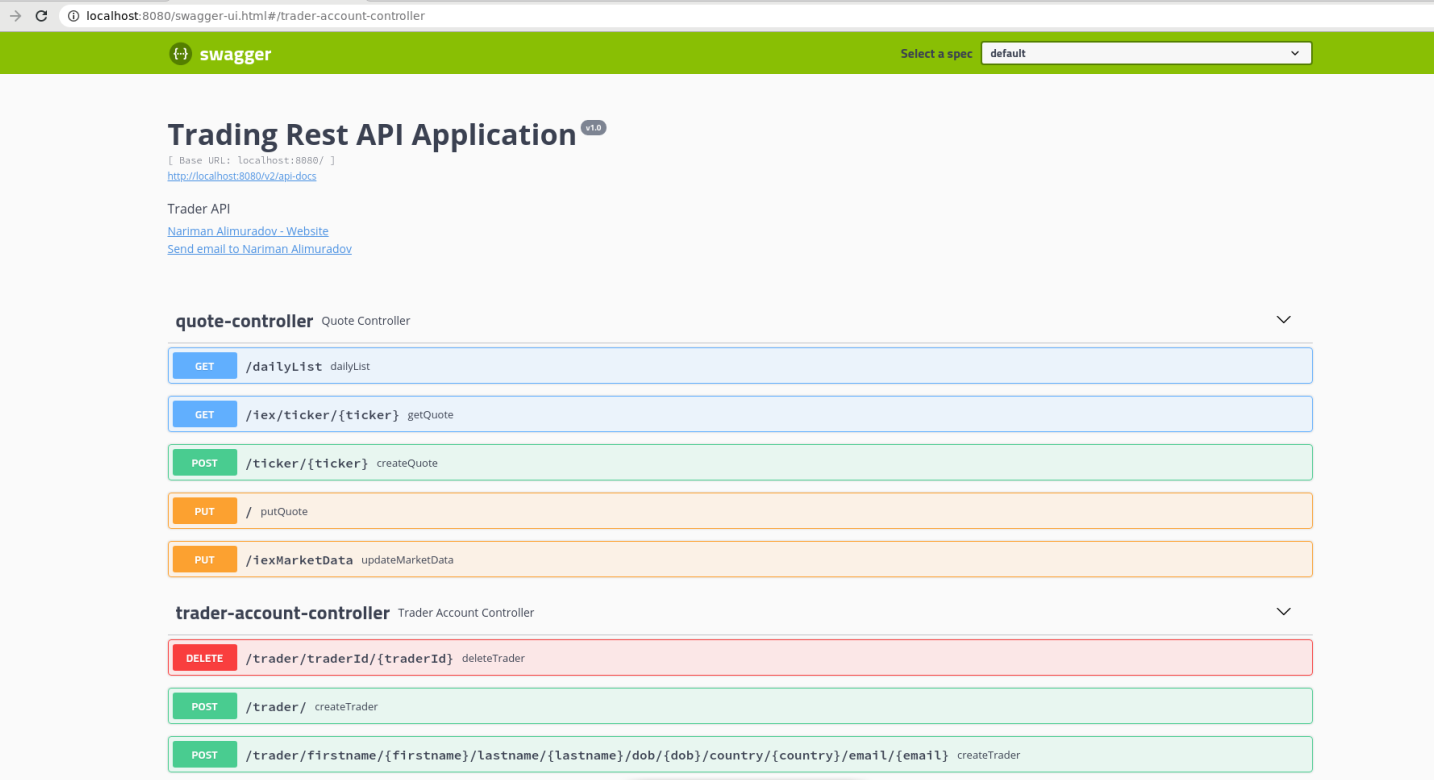 localhost:8080/swagger-ui.html#/trader-account-controller
{...} swagger Select a spec default
Trading Rest API Application v1.0
[ Base URL: localhost:8080/ ]
http://localhost:8080/v2/api-docs
Trader API
Nariman Alimuradov - Website
Send email to Nariman Alimuradov
quote-controller Quote Controller
GET /dailyList dailyList
GET /iex/ticker/{ticker} getQuote
POST /ticker/{ticker} createQuote
PUT / putQuote
PUT /iexMarketData updateMarketData
trader-account-controller Trader Account Controller
DELETE /trader/traderId/{traderId} deleteTrader
POST /trader/ createTrader
POST /trader/firstname/{firstname}/lastname/{lastname}/dob/{dob}/country/{country}/email/{email} createTrader